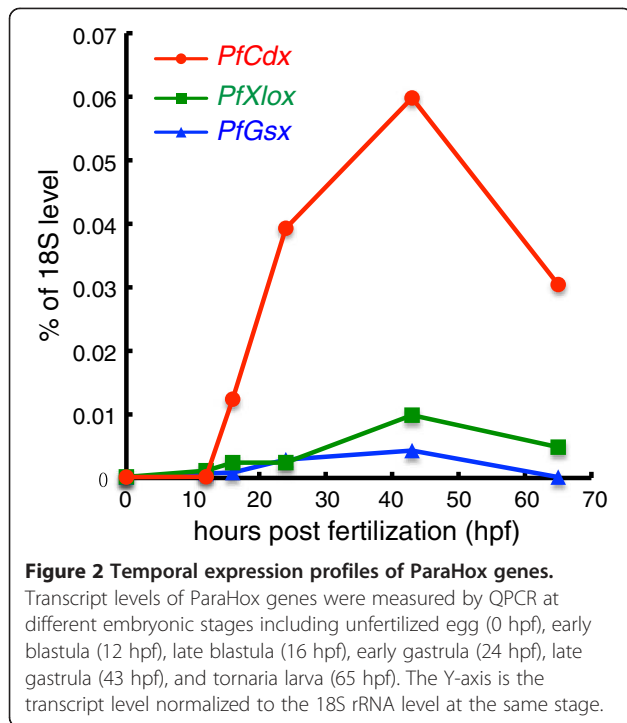 0.07
PfCdx
PfXlox
PfGsx
0.06
0.05
0.04
0.03
0.02
0.01
0
% of 18S level
0 10 20 30 40 50 60 70
hours post fertilization (hpf)
Figure 2 Temporal expression profiles of ParaHox genes.
Transcript levels of ParaHox genes were measured by QPCR at
different embryonic stages including unfertilized egg (0 hpf), early
blastula (12 hpf), late blastula (16 hpf), early gastrula (24 hpf), late
gastrula (43 hpf), and tornaria larva (65 hpf). The Y-axis is the
transcript level normalized to the 18S rRNA level at the same stage.